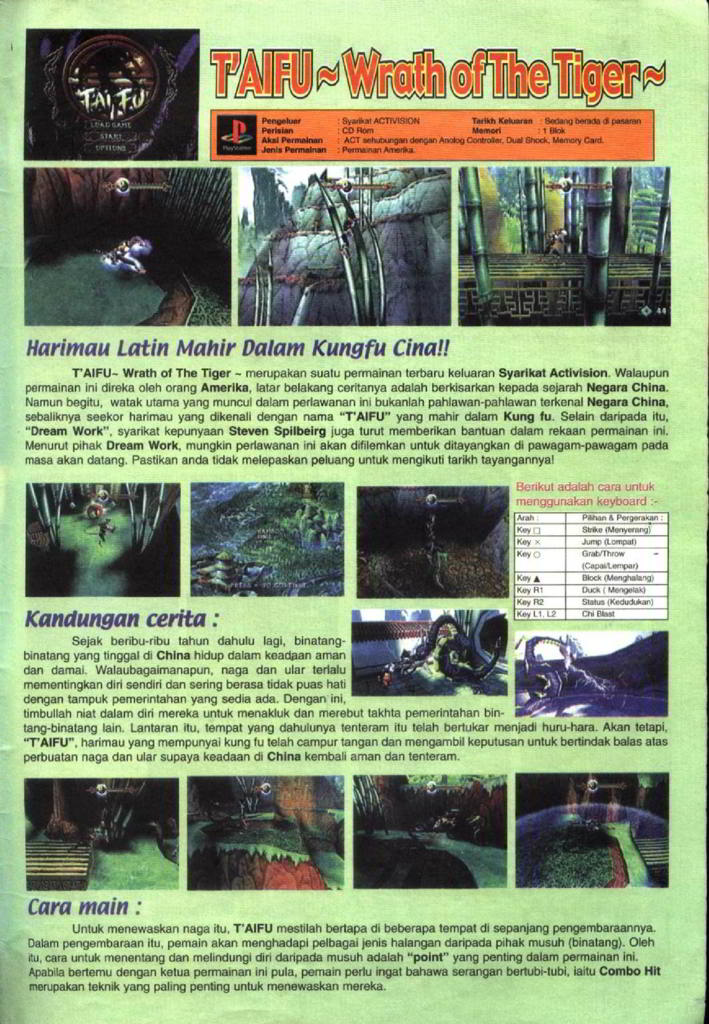 TAI FU
LOAD GAME
START
OPTIONS
T'AIFU ~ Wrath of The Tiger ~
PlayStation
Pengeluar : Syarikat ACTIVISION Tarikh Keluaran : Sedang berada di pasaran
Perisian : CD Rom Memori : 1 Blok
Aksi Permainan : ACT sehubungan dengan Anolog Controller, Dual Shock, Memory Card.
Jenis Permainan : Permainan Amerika.
44
Harimau Latin Mahir Dalam Kungfu Cina!!
T'AIFU~ Wrath of The Tiger ~ merupakan suatu permainan terbaru keluaran Syarikat Activision. Walaupun
permainan ini direka oleh orang Amerika, latar belakang ceritanya adalah berkisarkan kepada sejarah Negara China.
Namun begitu, watak utama yang muncul dalam perlawanan ini bukanlah pahlawan-pahlawan terkenal Negara China,
sebaliknya seekor harimau yang dikenali dengan nama "T'AIFU" yang mahir dalam Kung fu. Selain daripada itu,
"Dream Work", syarikat kepunyaan Steven Spilbeirg juga turut memberikan bantuan dalam rekaan permainan ini.
Menurut pihak Dream Work, mungkin perlawanan ini akan difilemkan untuk ditayangkan di pawagam-pawagam pada
masa akan datang. Pastikan anda tidak melepaskan peluang untuk mengikuti tarikh tayangannya!
Berikut adalah cara untuk
menggunakan keyboard :-
Arah : Pilihan & Pergerakan :
Key □ Strike (Menyerang)
Key × Jump (Lompat)
Key ○ Grab/Throw –
(Capai/Lempar)
Key ▲ Block (Menghalang)
Key R1 Duck ( Mengelak)
Key R2 Status (Kedudukan)
Key L1, L2 Chi Blast
Kandungan cerita :
Sejak beribu-ribu tahun dahulu lagi, binatang-
binatang yang tinggal di China hidup dalam keadaan aman
dan damai. Walaubagaimanapun, naga dan ular terlalu
mementingkan diri sendiri dan sering berasa tidak puas hati
dengan tampuk pemerintahan yang sedia ada. Dengan ini,
timbullah niat dalam diri mereka untuk menakluk dan merebut takhta pemerintahan bin-
tang-binatang lain. Lantaran itu, tempat yang dahulunya tenteram itu telah bertukar menjadi huru-hara. Akan tetapi,
"T'AIFU", harimau yang mempunyai kung fu telah campur tangan dan mengambil keputusan untuk bertindak balas atas
perbuatan naga dan ular supaya keadaan di China kembali aman dan tenteram.
Cara main :
Untuk menewaskan naga itu, T'AIFU mestilah bertapa di beberapa tempat di sepanjang pengembaraannya.
Dalam pengembaraan itu, pemain akan menghadapi pelbagai jenis halangan daripada pihak musuh (binatang). Oleh
itu, cara untuk menentang dan melindungi diri daripada musuh adalah "point" yang penting dalam permainan ini.
Apabila bertemu dengan ketua permainan ini pula, pemain perlu ingat bahawa serangan bertubi-tubi, iaitu Combo Hit
merupakan teknik yang paling penting untuk menewaskan mereka.